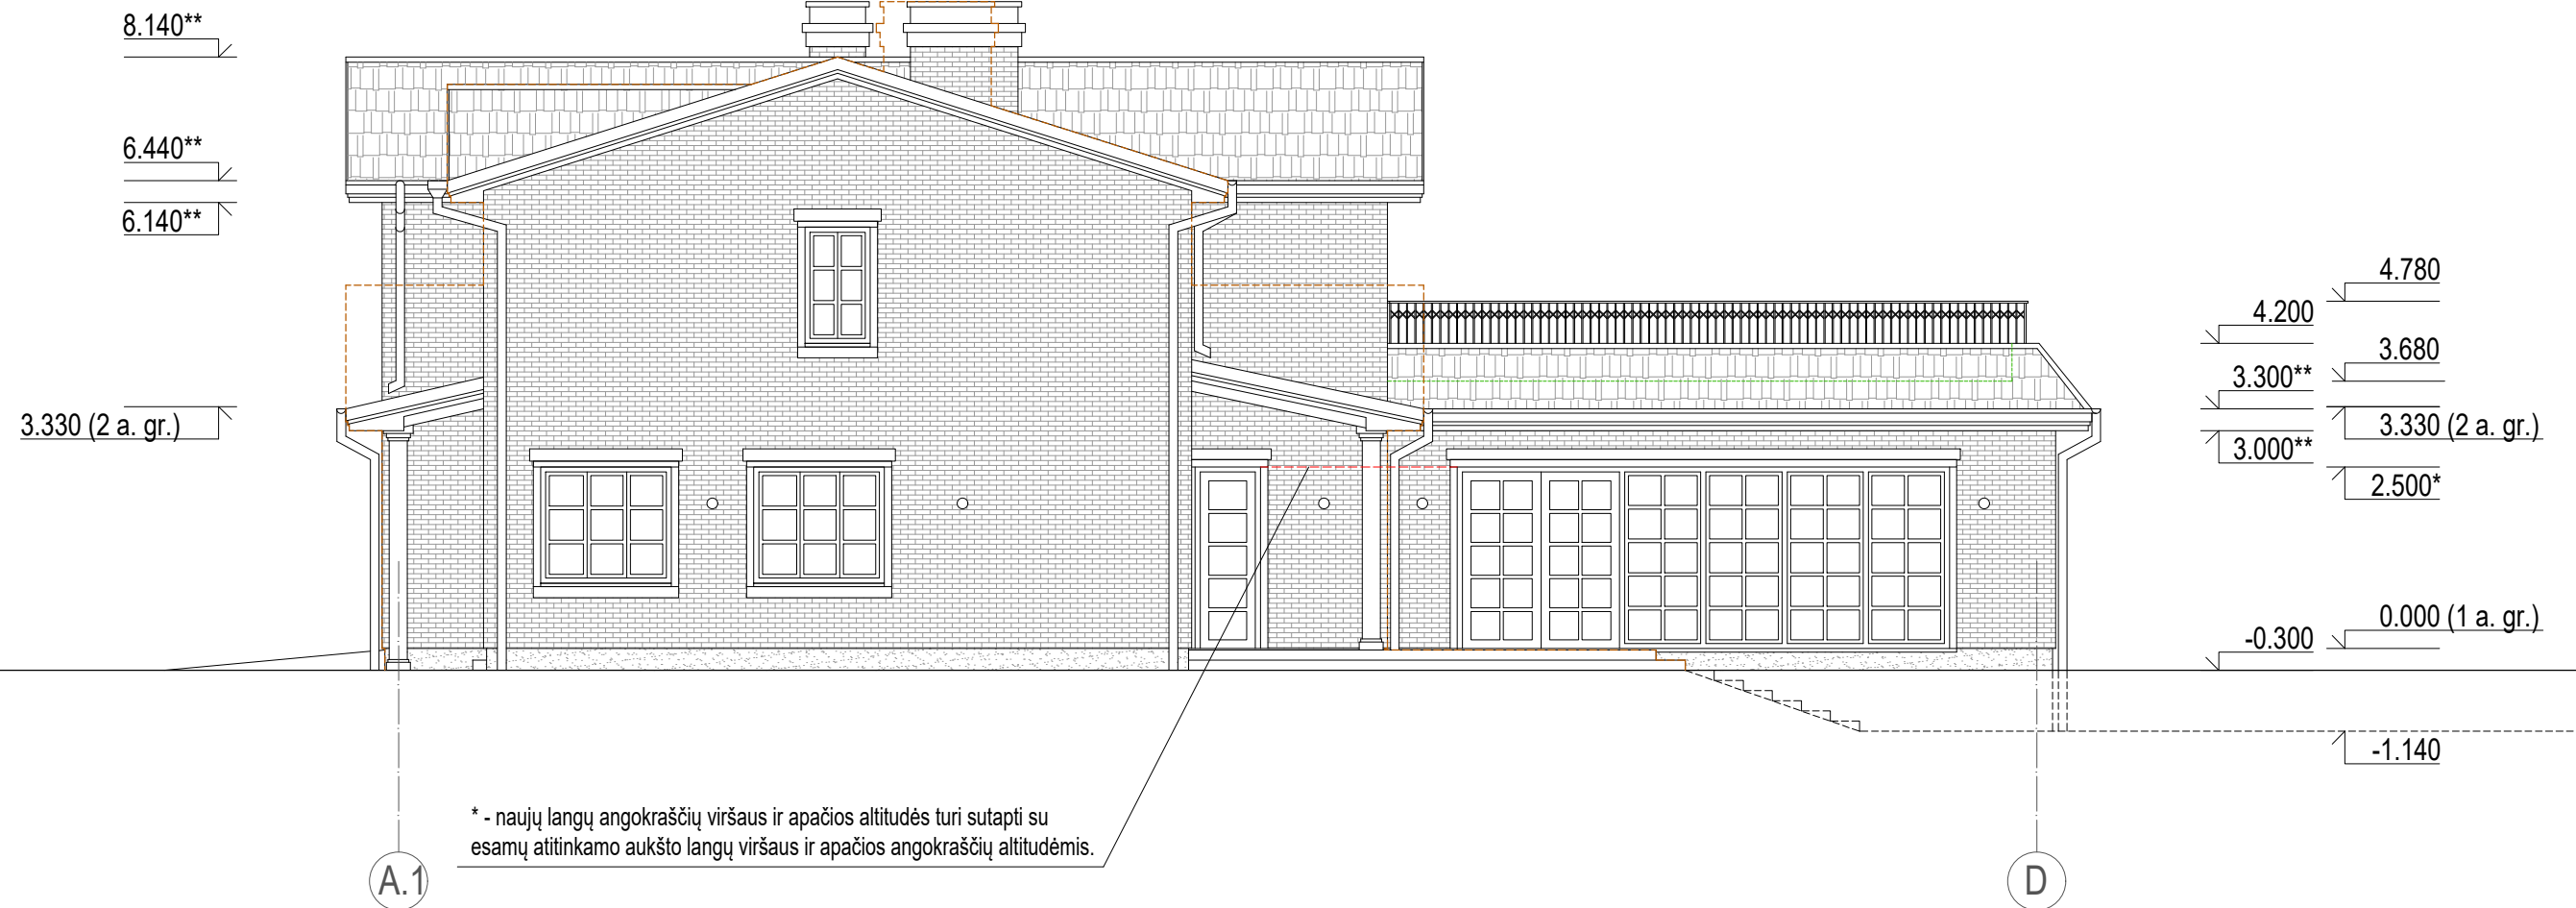 8.140**
6.440**
6.140**
3.330 (2 a. gr.)
4.780
4.200
3.680
3.300**
3.330 (2 a. gr.)
3.000**
2.500*
0.000 (1 a. gr.)
-0.300
-1.140
* - naujų langų angokraščių viršaus ir apačios altitudės turi sutapti su
esamų atitinkamo aukšto langų viršaus ir apačios angokraščių altitudėmis.
A.1
D